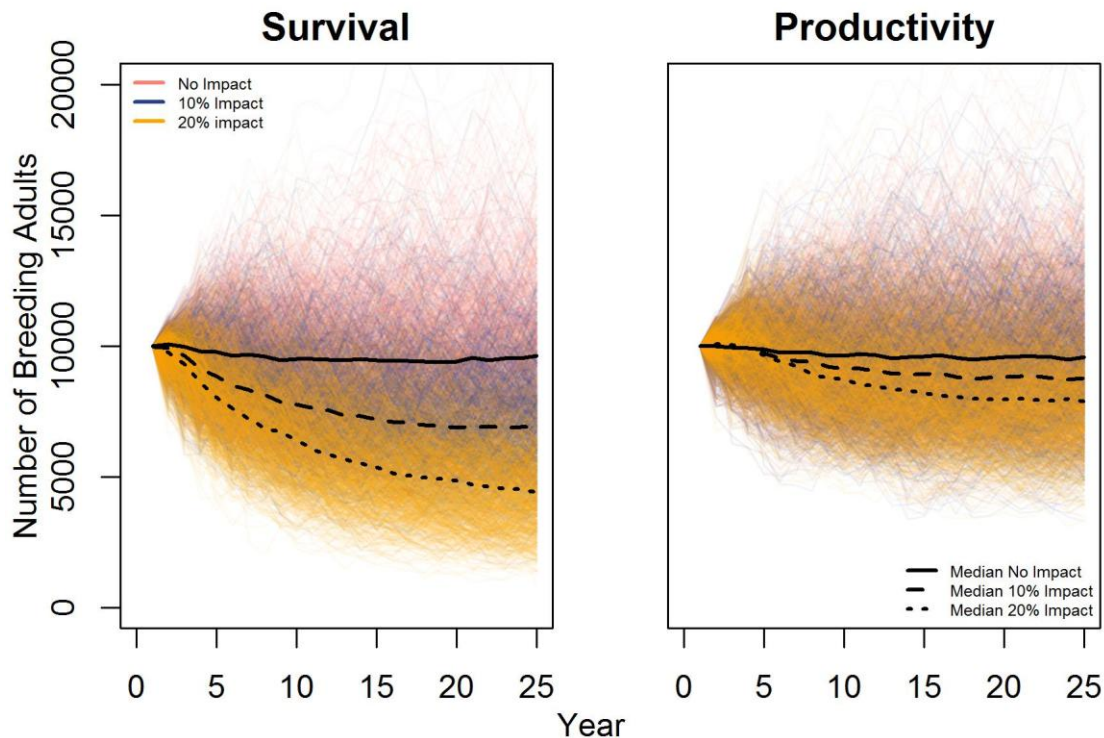 Survival
Productivity
Number of Breeding Adults
20000
15000
10000
5000
0
No Impact
10% Impact
20% impact
Median No Impact
Median 10% Impact
Median 20% Impact
0 5 10 15 20 25
0 5 10 15 20 25
Year